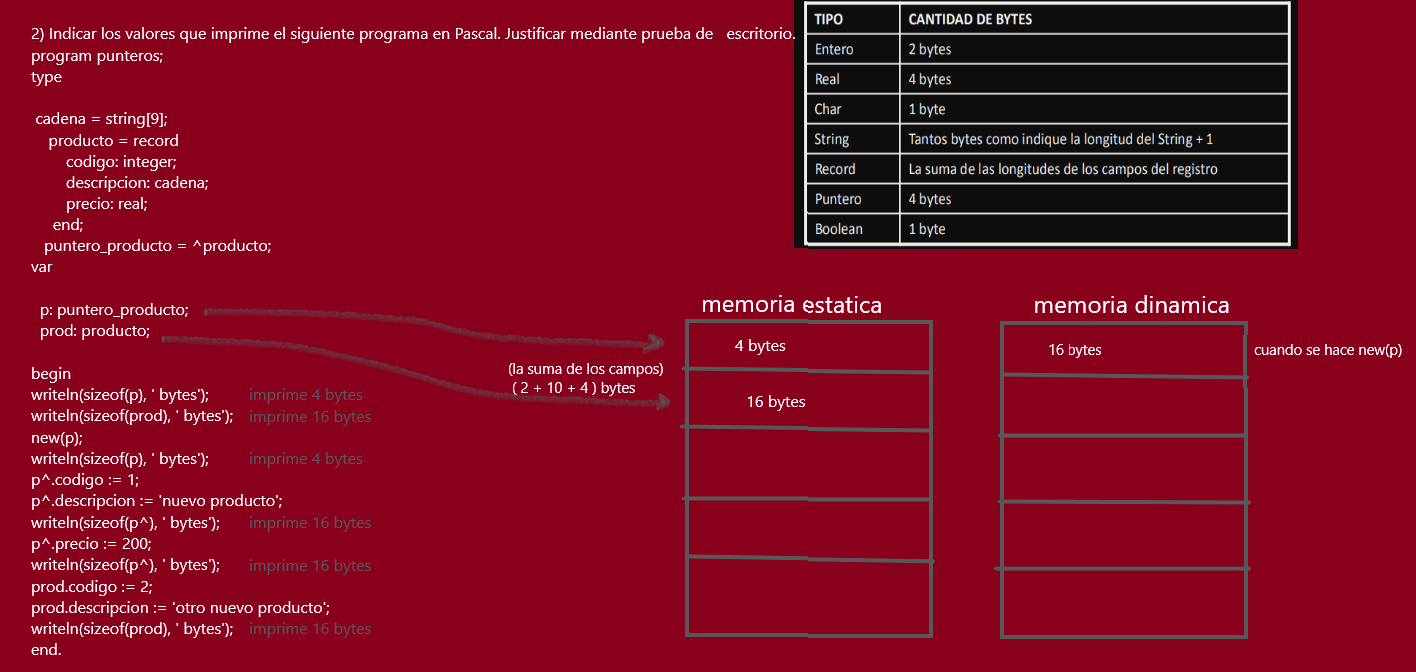 2) Indicar los valores que imprime el siguiente programa en Pascal. Justificar mediante prueba de escritorio.
program punteros;
type
cadena = string[9];
producto = record
codigo: integer;
descripcion: cadena;
precio: real;
end;
puntero_producto = ^producto;
var
p: puntero_producto;
prod: producto;
begin
writeln(sizeof(p), ' bytes'); imprime 4 bytes
writeln(sizeof(prod), ' bytes'); imprime 16 bytes
new(p);
writeln(sizeof(p), ' bytes'); imprime 4 bytes
p^.codigo := 1;
p^.descripcion := 'nuevo producto';
writeln(sizeof(p^), ' bytes'); imprime 16 bytes
p^.precio := 200;
writeln(sizeof(p^), ' bytes'); imprime 16 bytes
prod.codigo := 2;
prod.descripcion := 'otro nuevo producto';
writeln(sizeof(prod), ' bytes'); imprime 16 bytes
end.
TIPO CANTIDAD DE BYTES
Entero 2 bytes
Real 4 bytes
Char 1 byte
String Tantos bytes como indique la longitud del String + 1
Record La suma de las longitudes de los campos del registro
Puntero 4 bytes
Boolean 1 byte
(la suma de los campos)
( 2 + 10 + 4 ) bytes
memoria estatica
4 bytes
16 bytes
memoria dinamica
16 bytes
cuando se hace new(p)